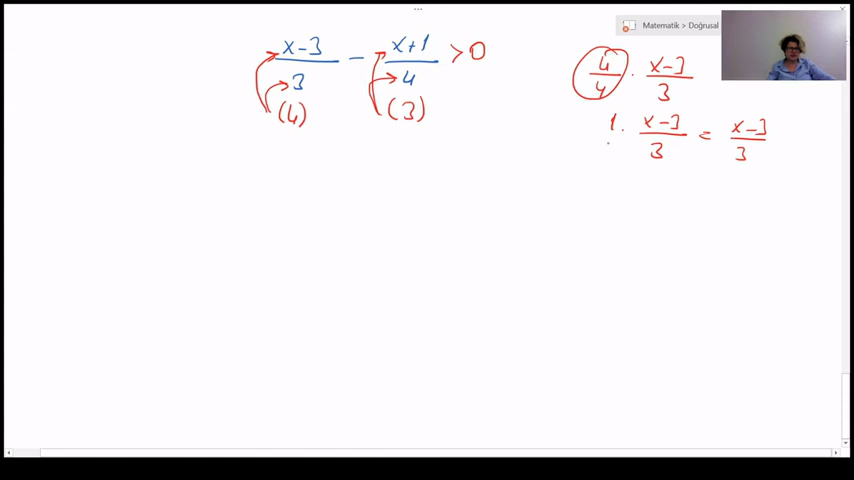 Matematik > Doğrusal
x-3/3 - x+1/4 > 0
(4) (3)
4/4 · x-3/3
1. x-3/3 = x-3/3